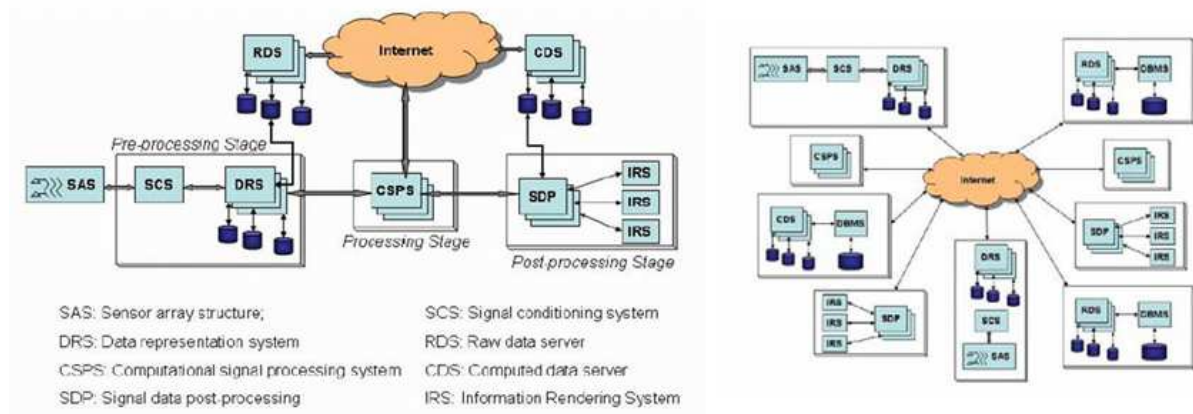 RDS
Internet
CDS
Pre-processing Stage
SAS
SCS
DRS
CSPS
SDP
IRS
IRS
IRS
Processing Stage
Post-processing Stage
SAS: Sensor array structure;
SCS: Signal conditioning system
DRS: Data representation system
RDS: Raw data server
CSPS: Computational signal processing system
CDS: Computed data server
SDP: Signal data post-processing
IRS: Information Rendering System
SAS
SCS
DRS
RDS
DBMS
CSPS
CSPS
Internet
CDS
DBMS
SDP
IRS
IRS
IRS
DRS
SCS
SAS
IRS
IRS
IRS
SDP
RDS
DBMS